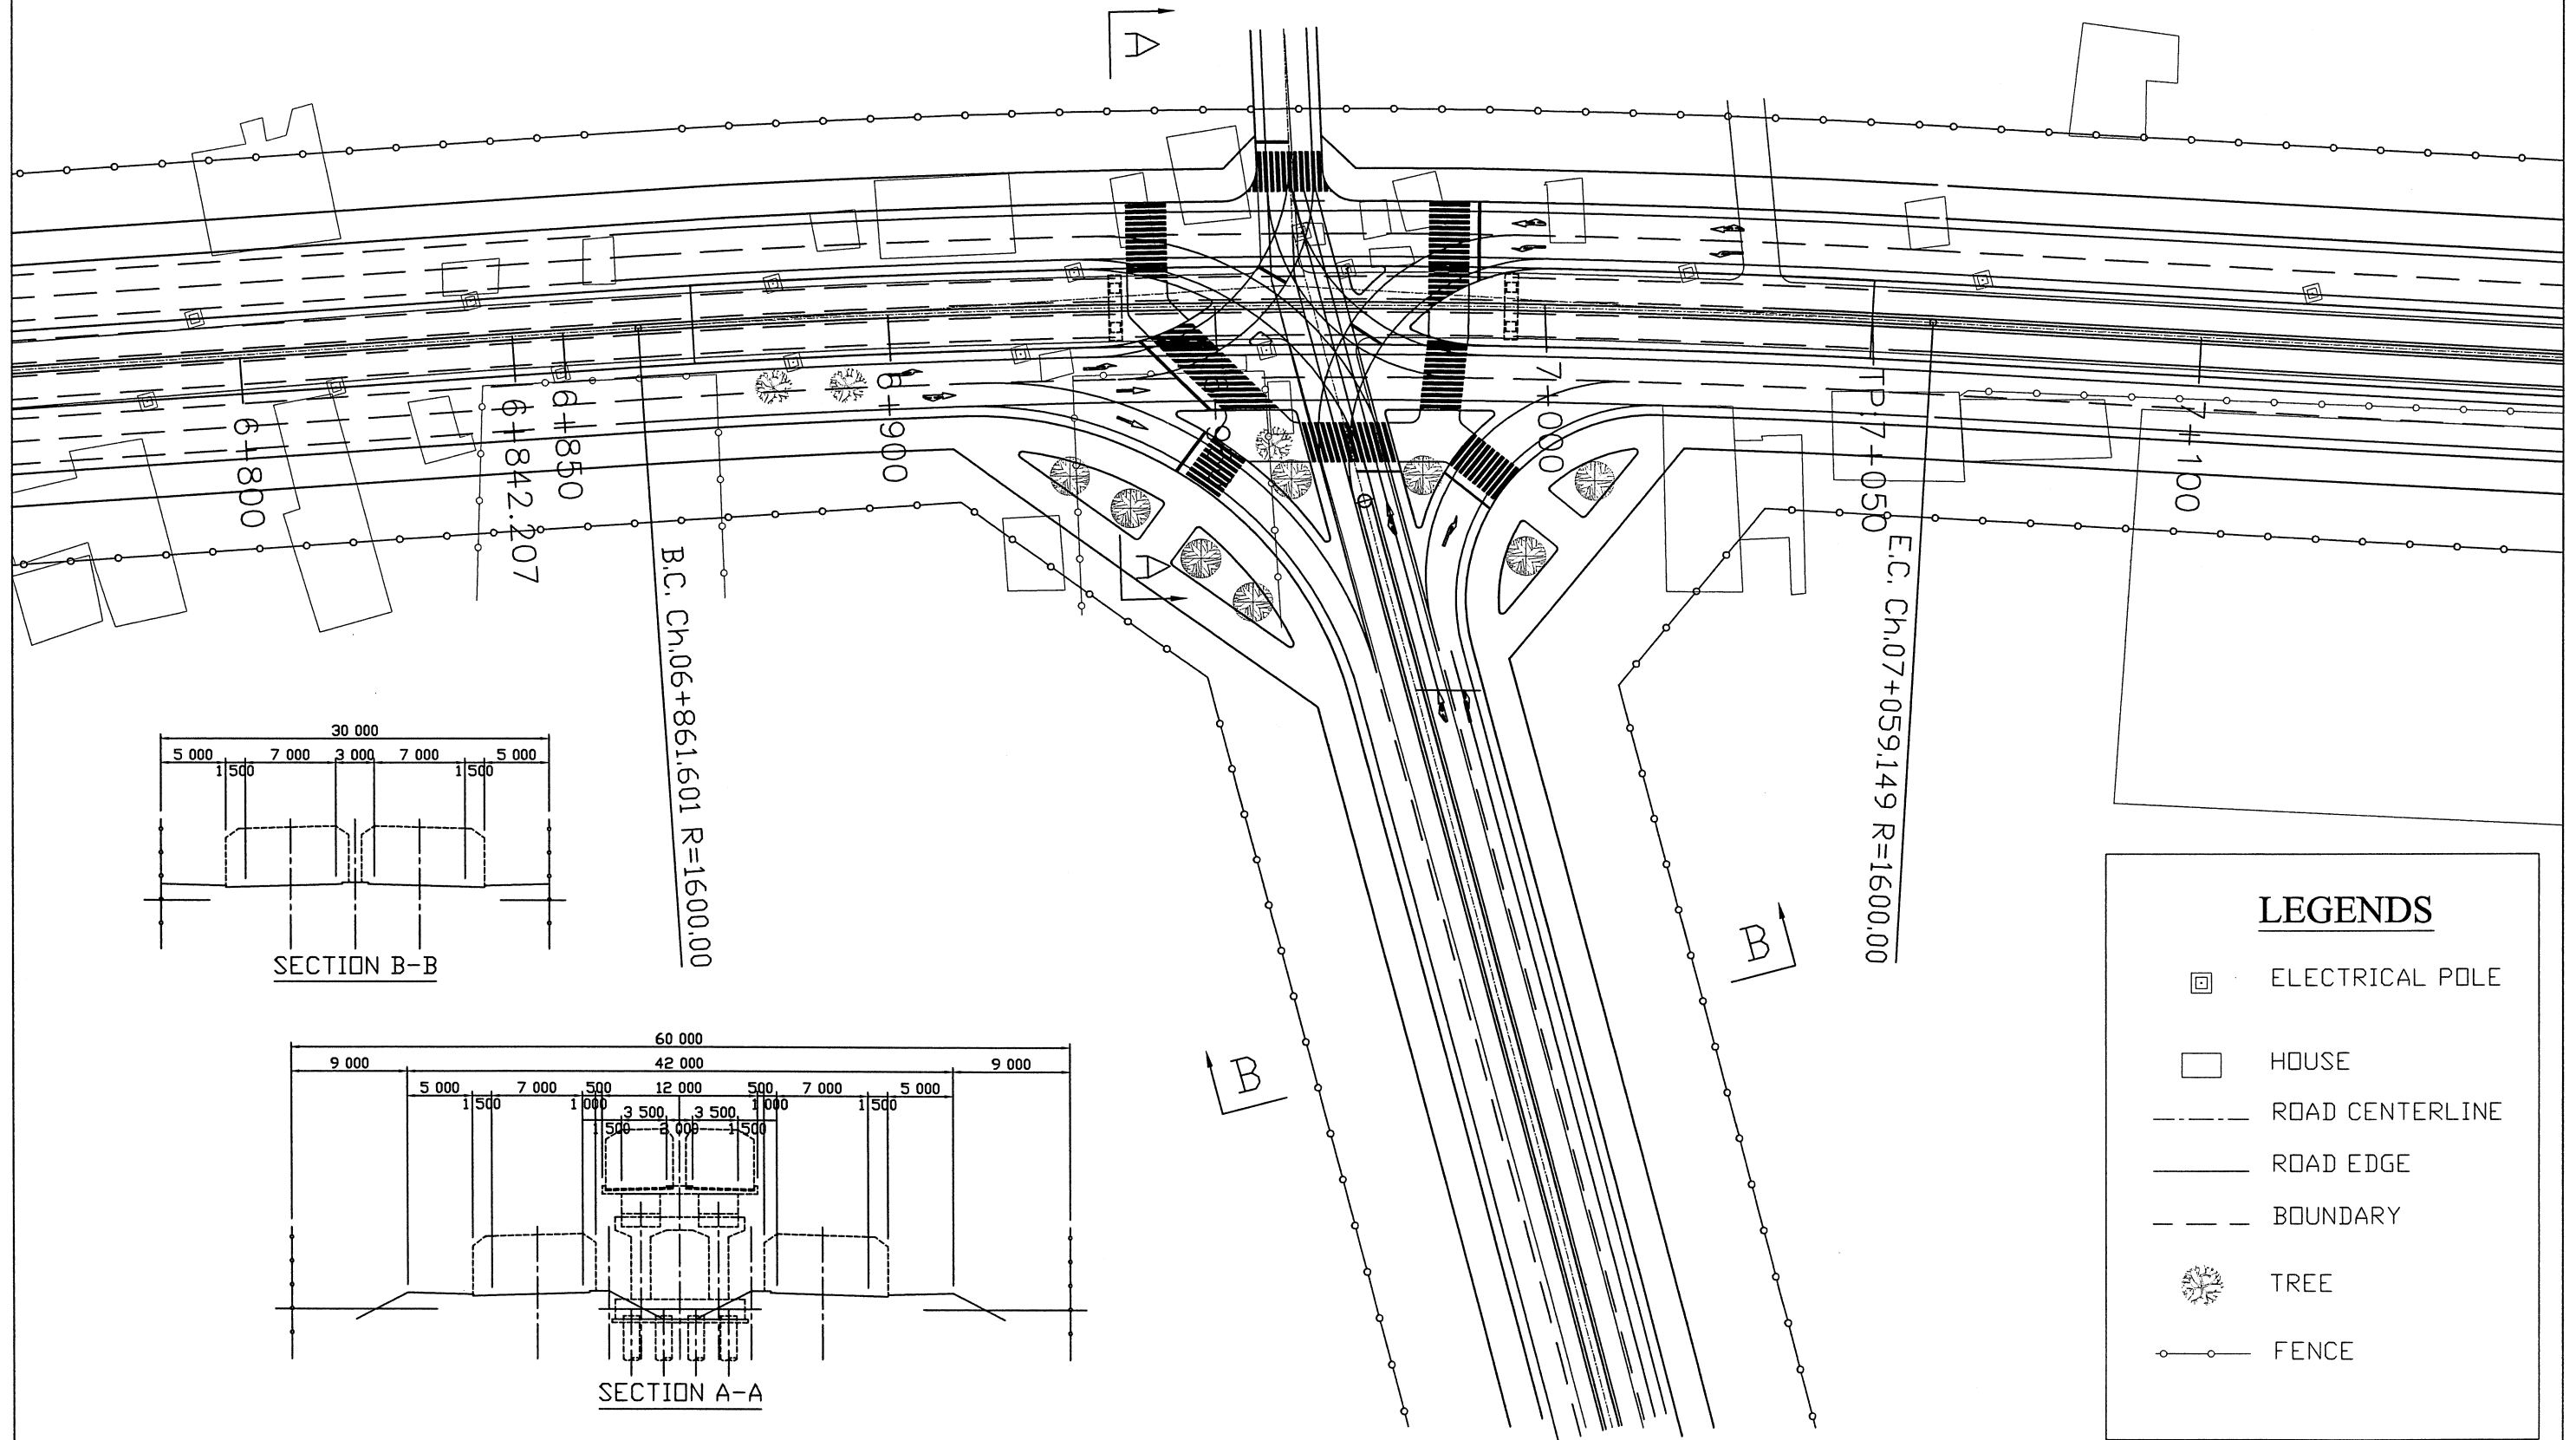 A
6+800
6+842.207
6+850
B.C. Ch.06+861.601 R=1600.00
6+900
7+000
TP:7+050
E.C. Ch.07+059.149 R=1600.00
7+100
A
B
B
30 000
5 000 7 000 3 000 7 000 5 000
1 500 1 500
SECTION B-B
60 000
9 000 42 000 9 000
5 000 7 000 500 12 000 500 7 000 5 000
1 500 1 000 1 000 1 500
3 500 3 500
1 500 2 000 1 500
SECTION A-A
LEGENDS
ELECTRICAL POLE
HOUSE
ROAD CENTERLINE
ROAD EDGE
BOUNDARY
TREE
FENCE